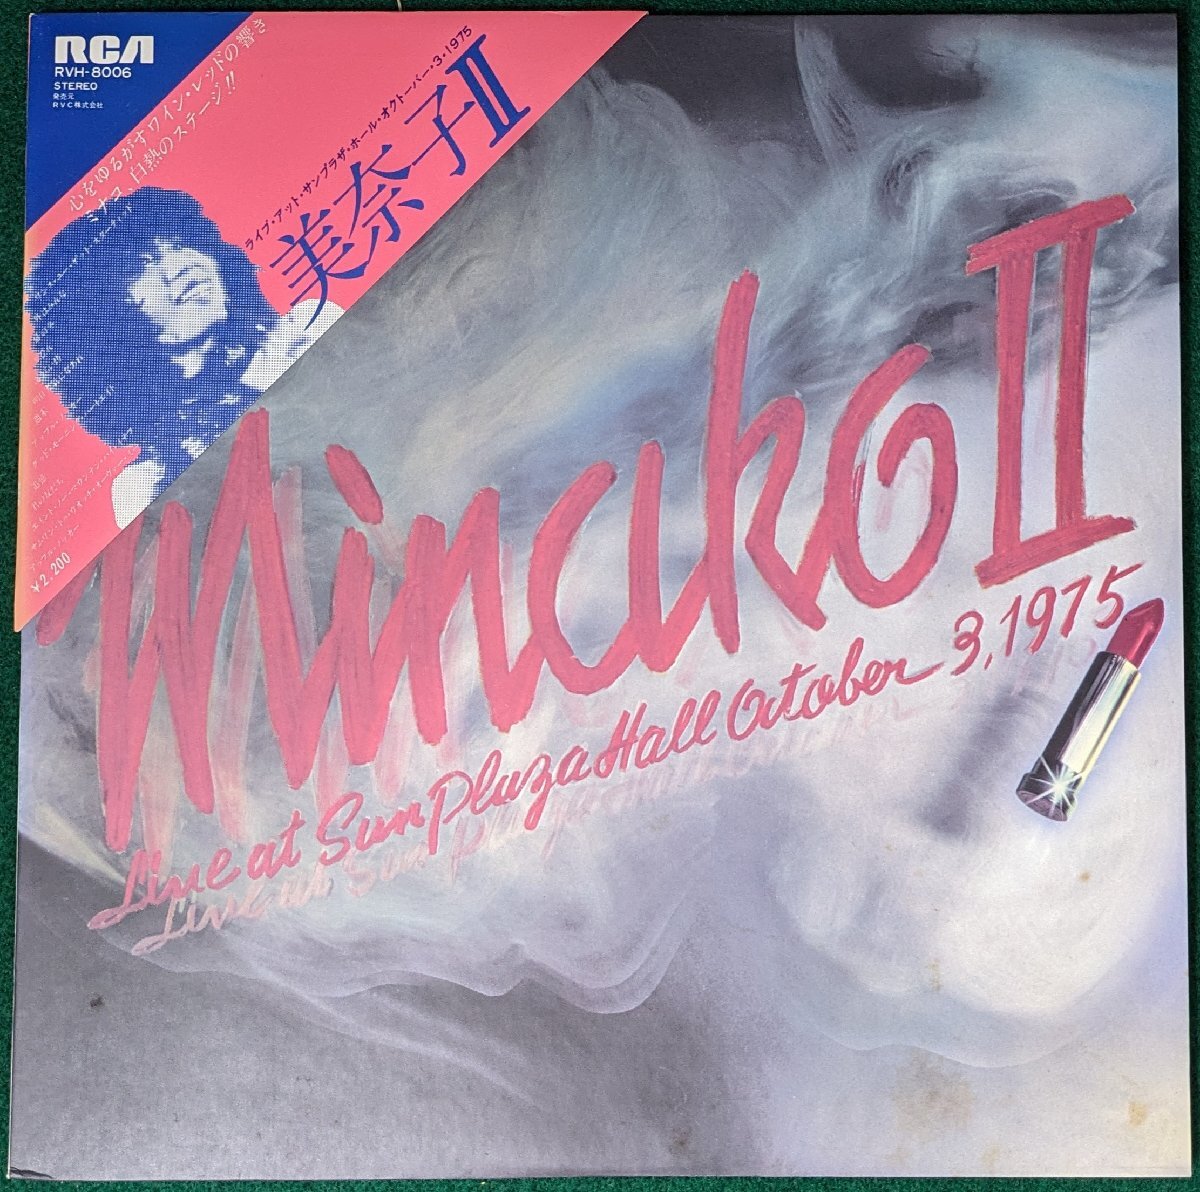 RCA
RVH-8006
STEREO
発売元
RVC株式会社
心をゆるがすワイン・レッドの響き
ミナコ、白熱のステージ!!
ライブ・アット・サンプラザ・ホール・オクトーバー・3・1975
美奈子II
¥2,200
Minako II
Live at Sun Plaza Hall October 3, 1975